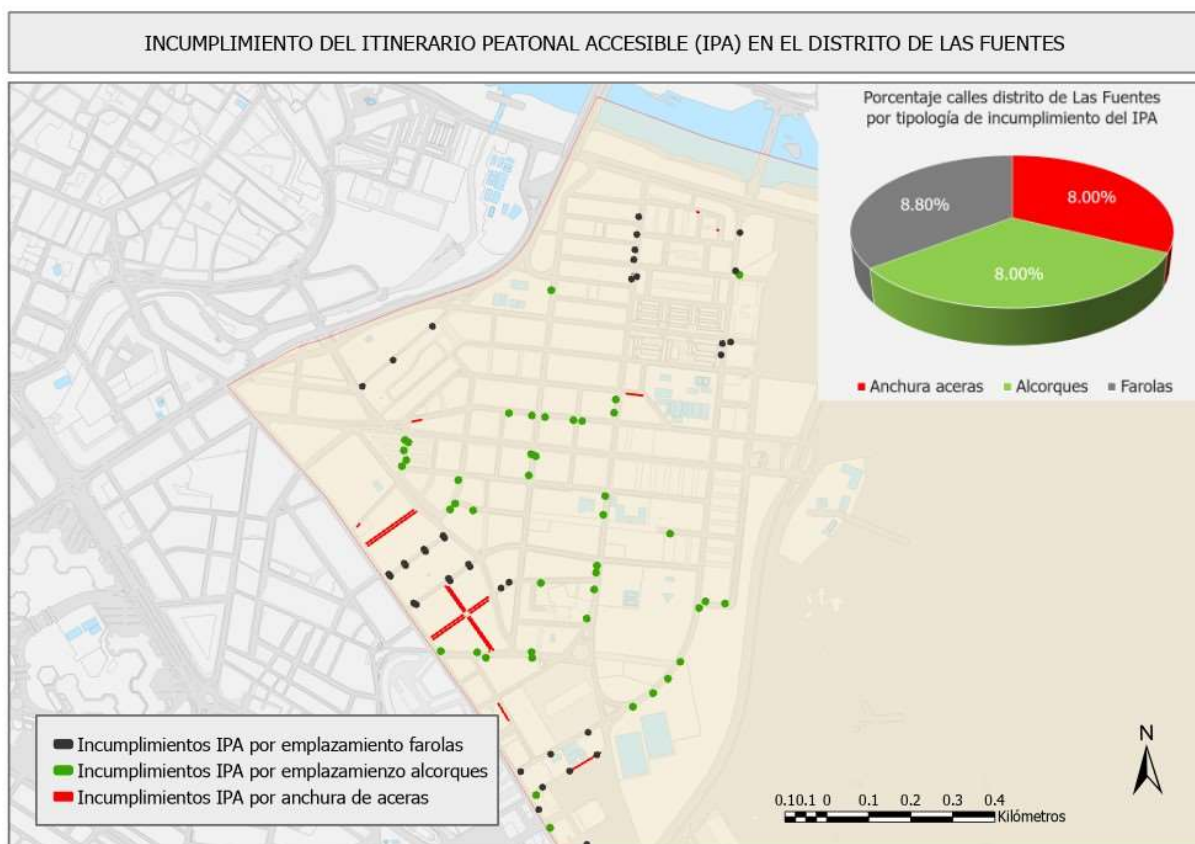 INCUMPLIMIENTO DEL ITINERARIO PEATONAL ACCESIBLE (IPA) EN EL DISTRITO DE LAS FUENTES
Porcentaje calles distrito de Las Fuentes
por tipología de incumplimiento del IPA
8.80%
8.00%
8.00%
Anchura aceras
Alcorques
Farolas
Incumplimientos IPA por emplazamiento farolas
Incumplimientos IPA por emplazamienzo alcorques
Incumplimientos IPA por anchura de aceras
N
0.10.1 0 0.1 0.2 0.3 0.4
Kilómetros